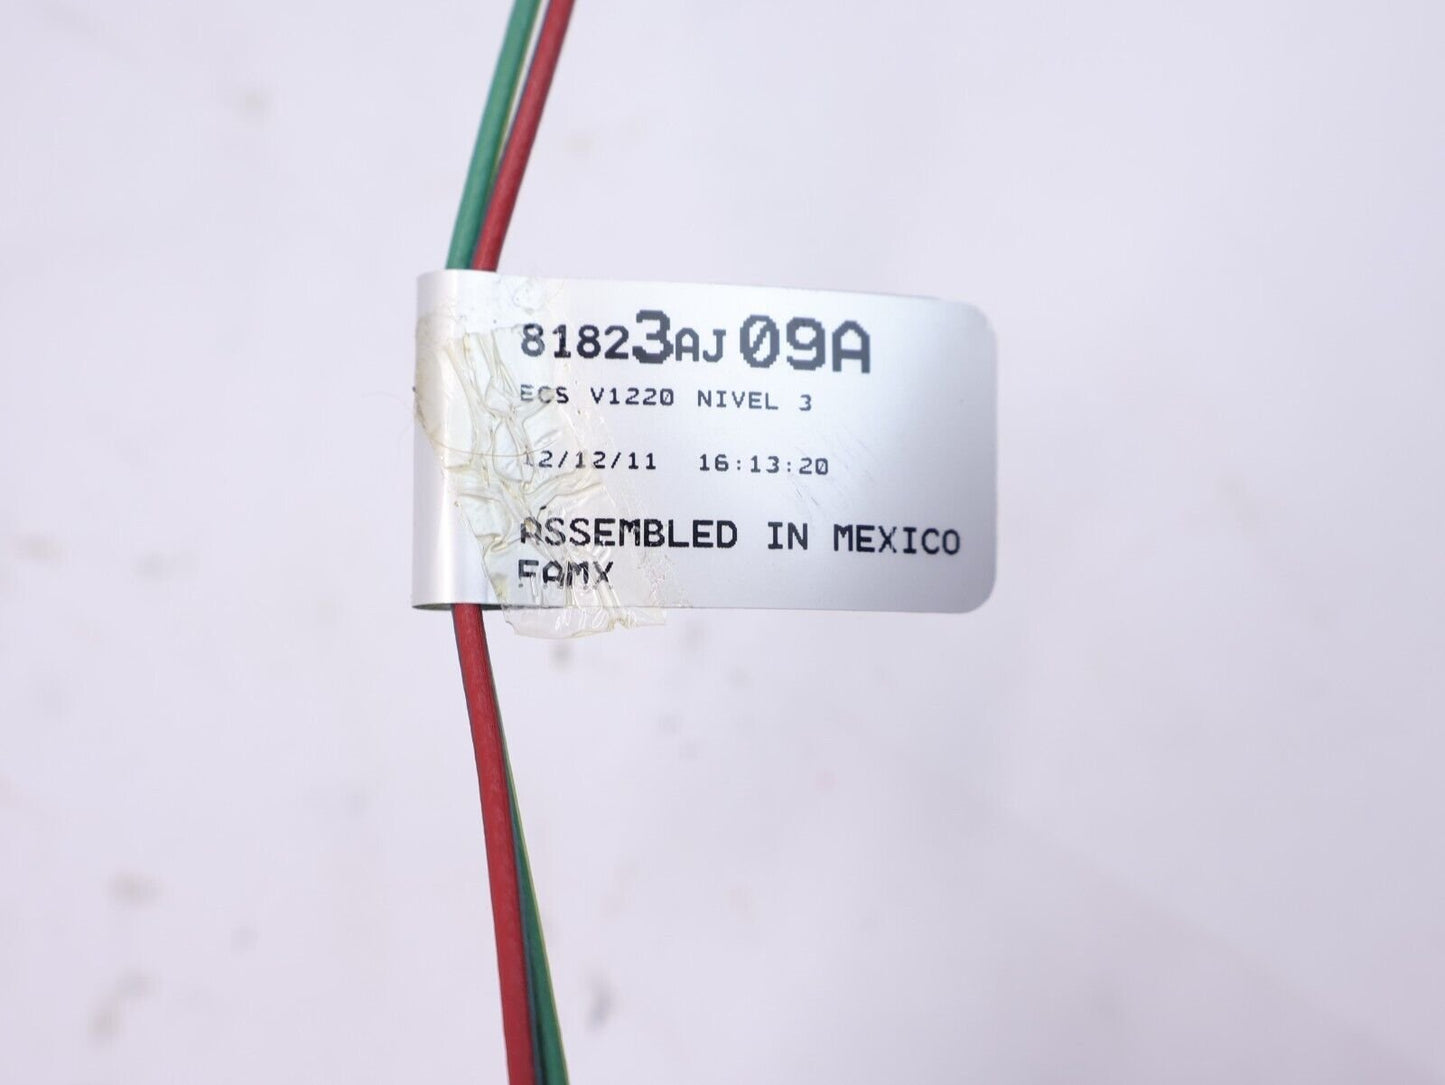 81823AJ09A
ECS V1220 NIVEL 3
12/12/11 16:13:20
ASSEMBLED IN MEXICO
FAMX